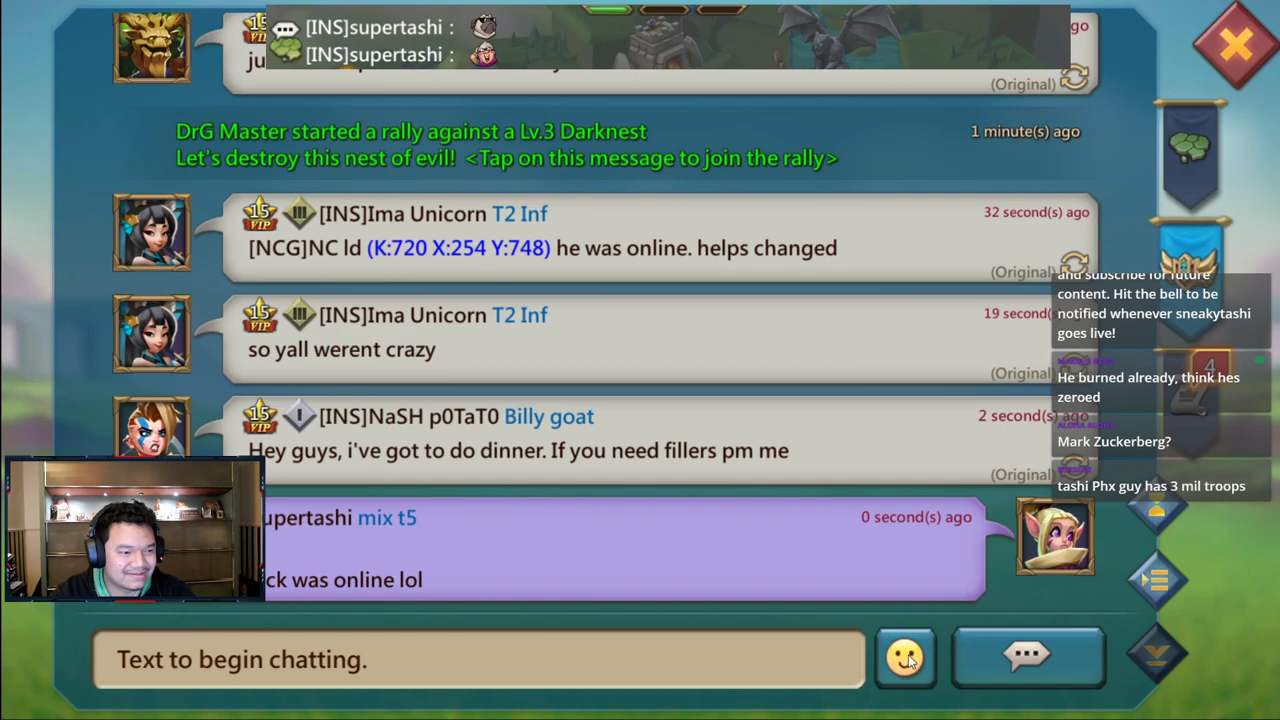 [INS]supertashi :
[INS]supertashi :
ago
(Original)
DrG Master started a rally against a Lv.3 Darknest
1 minute(s) ago
Let's destroy this nest of evil! <Tap on this message to join the rally>
15 VIP III [INS]Ima Unicorn T2 Inf
32 second(s) ago
[NCG]NC ld (K:720 X:254 Y:748) he was online. helps changed
(Original)
15 VIP III [INS]Ima Unicorn T2 Inf
19 second(s)
so yall werent crazy
(Original)
15 VIP I [INS]NaSH p0TaT0 Billy goat
2 second(s) ago
Hey guys, i've got to do dinner. If you need fillers pm me
(Original)
upertashi mix t5
0 second(s) ago
ck was online lol
Text to begin chatting.
and subscribe for future
content. Hit the bell to be
notified whenever sneakytashi
goes live!
4
He burned already, think hes
zeroed
Mark Zuckerberg?
tashi Phx guy has 3 mil troops